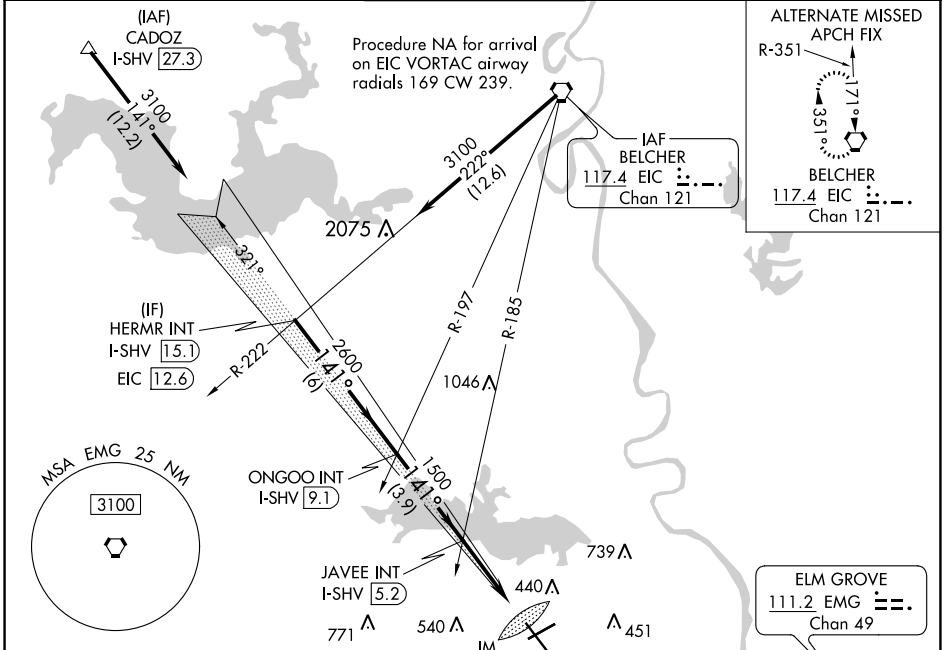 (IAF)
CADOZ
I-SHV 27.3
3100
141°
(12.2)
Procedure NA for arrival
on EIC VORTAC airway
radials 169 CW 239.
3100
222°
(12.6)
IAF
BELCHER
117.4 EIC
Chan 121
ALTERNATE MISSED
APCH FIX
R-351
171°
351°
BELCHER
117.4 EIC
Chan 121
2075
321°
(IF)
HERMR INT
I-SHV 15.1
EIC 12.6
R-222
2600
141°
(6)
R-197
R-185
1046
ONGOO INT
I-SHV 9.1
1500
141°
(3.9)
MSA EMG 25 NM
3100
JAVEE INT
I-SHV 5.2
739
440
771
540
451
IM
ELM GROVE
111.2 EMG
Chan 49